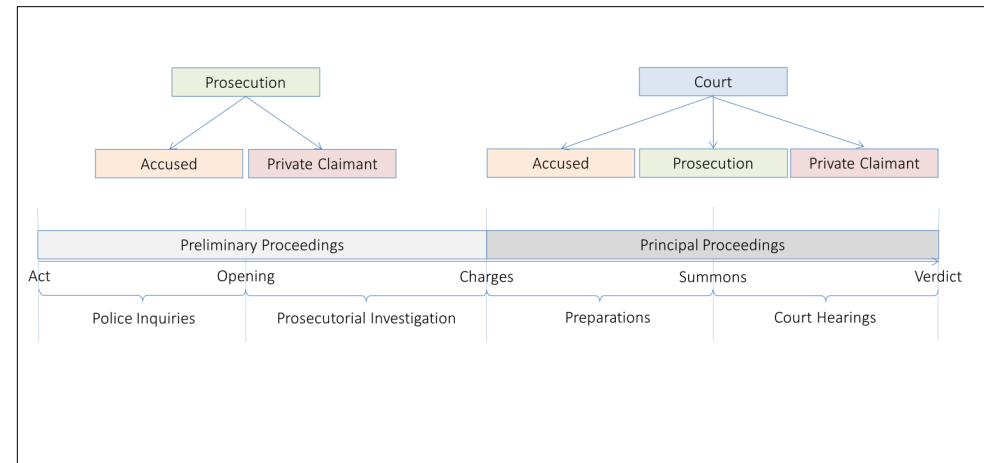 Prosecution
Court
Accused
Private Claimant
Accused
Prosecution
Private Claimant
Preliminary Proceedings
Principal Proceedings
Act
Opening
Charges
Summons
Verdict
Police Inquiries
Prosecutorial Investigation
Preparations
Court Hearings